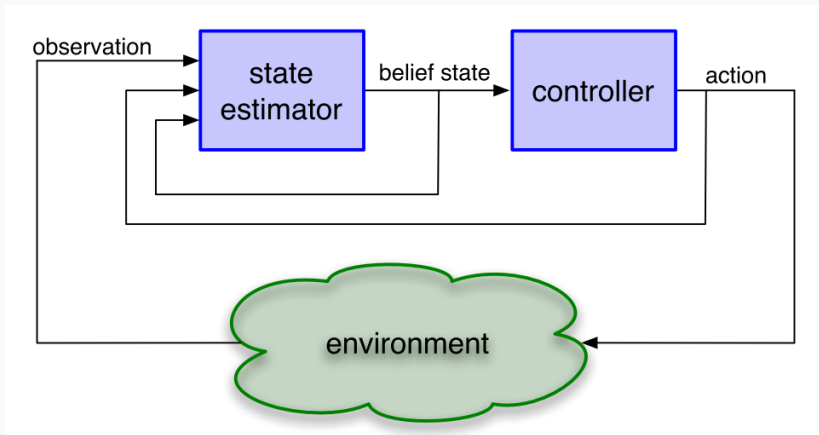 observation
state
estimator
belief state
controller
action
environment